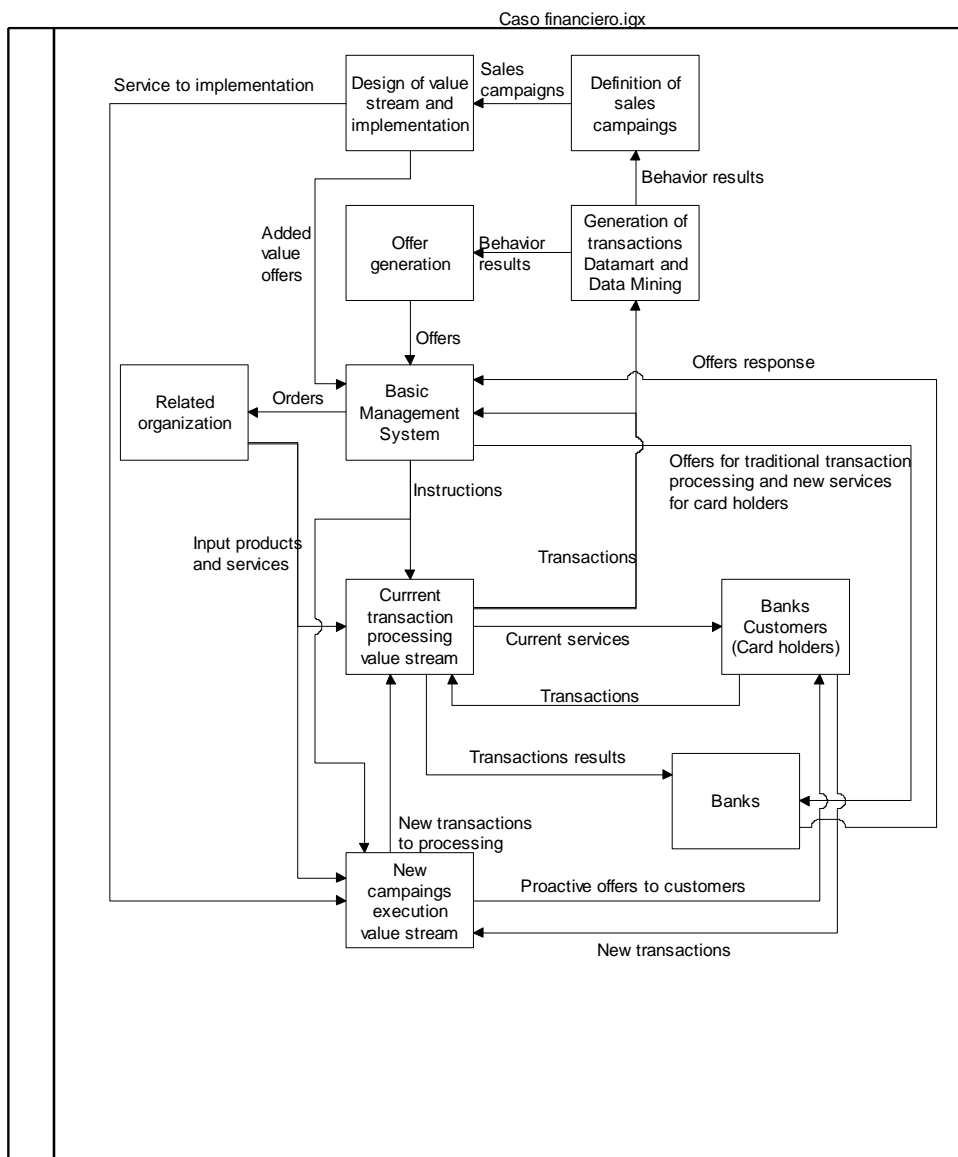 Caso financiero.igx
Service to implementation
Design of value
stream and
implementation
Sales
campaigns
Definition of
sales
campaings
Behavior results
Added
value
offers
Offer
generation
Behavior
results
Generation of
transactions
Datamart and
Data Mining
Offers
Offers response
Related
organization
Orders
Basic
Management
System
Offers for traditional transaction
processing and new services
for card holders
Instructions
Input products
and services
Transactions
Currrent
transaction
processing
value stream
Current services
Banks
Customers
(Card holders)
Transactions
Transactions results
Banks
New transactions
to processing
New
campaings
execution
value stream
Proactive offers to customers
New transactions